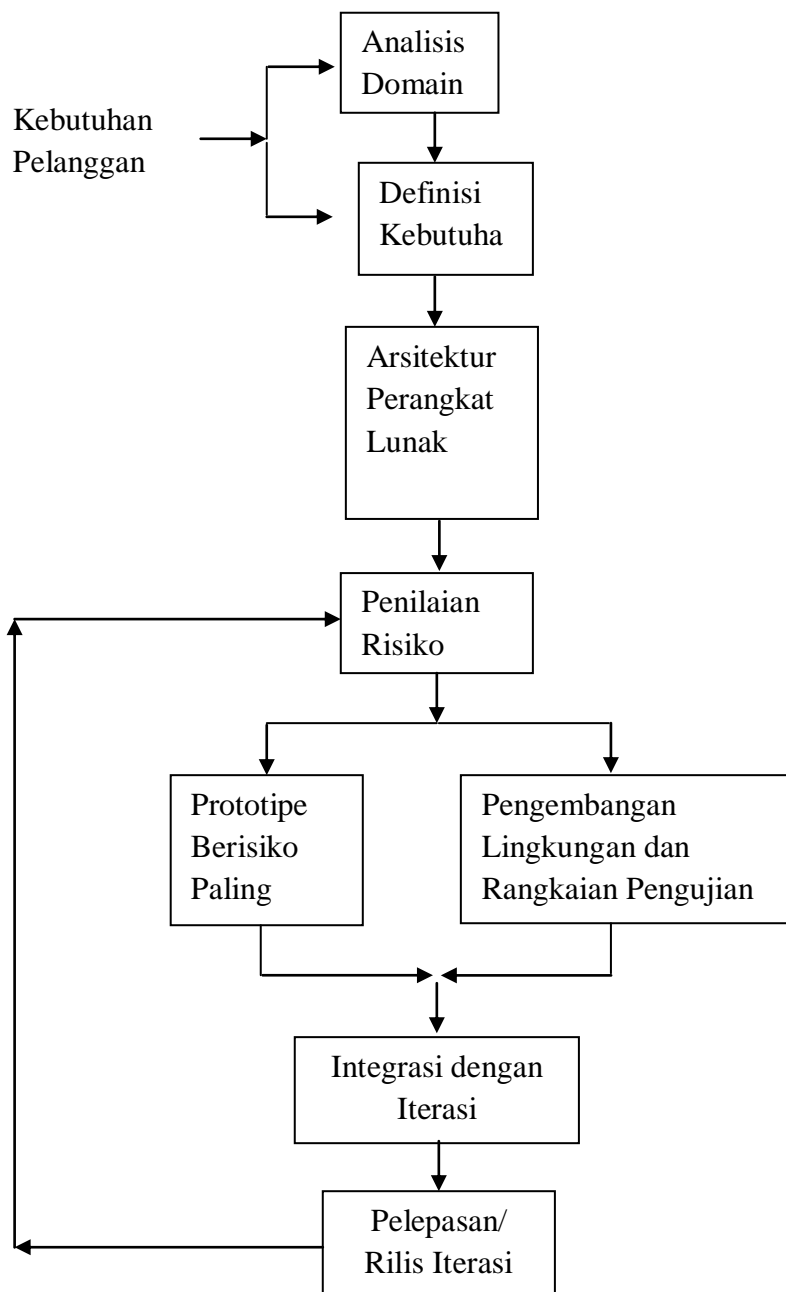 Analisis
Domain
Kebutuhan
Pelanggan
Definisi
Kebutuha
Arsitektur
Perangkat
Lunak
Penilaian
Risiko
Prototipe
Berisiko
Paling
Pengembangan
Lingkungan dan
Rangkaian Pengujian
Integrasi dengan
Iterasi
Pelepasan/
Rilis Iterasi